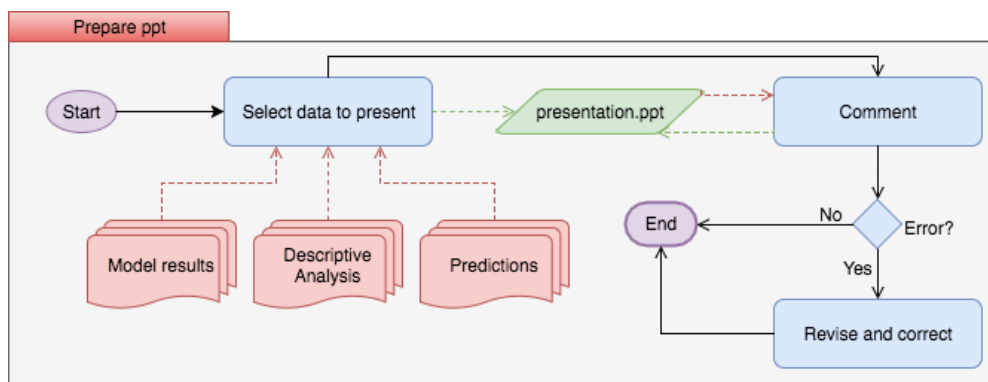 Prepare ppt
Start
Select data to present
presentation.ppt
Comment
Model results
Descriptive
Analysis
Predictions
End
No
Error?
Yes
Revise and correct